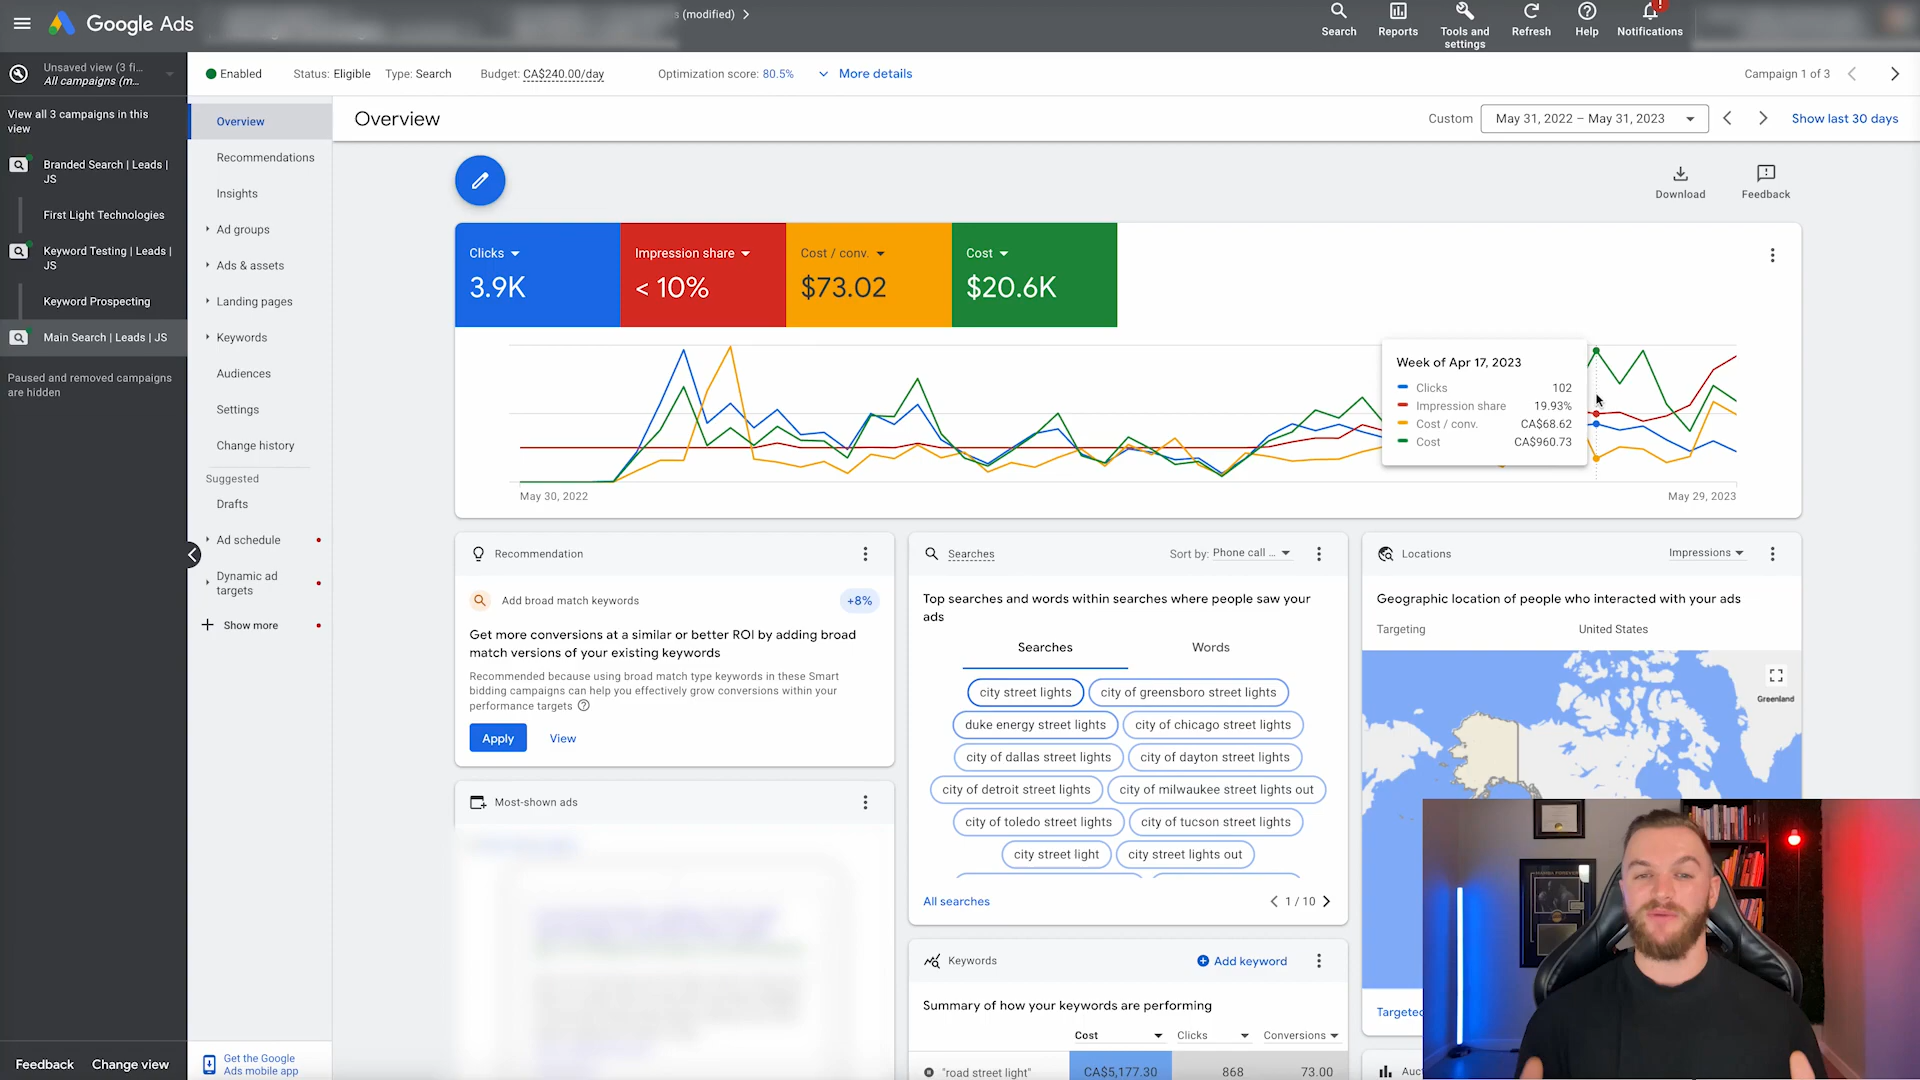 Google Ads
s (modified)
Search
Reports
Tools and
settings
Refresh
Help
Notifications
Unsaved view (3 fi...
All campaigns (m...
Enabled
Status: Eligible
Type: Search
Budget: CA$240.00/day
Optimization score: 80.5%
More details
Campaign 1 of 3
View all 3 campaigns in this
view
Branded Search | Leads |
JS
First Light Technologies
Keyword Testing | Leads |
JS
Keyword Prospecting
Main Search | Leads | JS
Paused and removed campaigns
are hidden
Feedback
Change view
Overview
Recommendations
Insights
Ad groups
Ads & assets
Landing pages
Keywords
Audiences
Settings
Change history
Suggested
Drafts
Ad schedule
Dynamic ad
targets
Show more
Get the Google
Ads mobile app
Overview
Custom
May 31, 2022 – May 31, 2023
Show last 30 days
Download
Feedback
Clicks
3.9K
Impression share
< 10%
Cost / conv.
$73.02
Cost
$20.6K
Week of Apr 17, 2023
Clicks 102
Impression share 19.93%
Cost / conv. CA$68.62
Cost CA$960.73
May 30, 2022
May 29, 2023
Recommendation
Add broad match keywords
+8%
Get more conversions at a similar or better ROI by adding broad
match versions of your existing keywords
Recommended because using broad match type keywords in these Smart
bidding campaigns can help you effectively grow conversions within your
performance targets
Apply
View
Most-shown ads
Searches
Sort by: Phone call ...
Top searches and words within searches where people saw your
ads
Searches
Words
city street lights
city of greensboro street lights
duke energy street lights
city of chicago street lights
city of dallas street lights
city of dayton street lights
city of detroit street lights
city of milwaukee street lights out
city of toledo street lights
city of tucson street lights
city street light
city street lights out
All searches
1 / 10
Keywords
Add keyword
Summary of how your keywords are performing
Cost
Clicks
Conversions
"road street light"
CA$5,177.30
868
73.00
Locations
Impressions
Geographic location of people who interacted with your ads
Targeting
United States
Greenland
Targeted
Auc